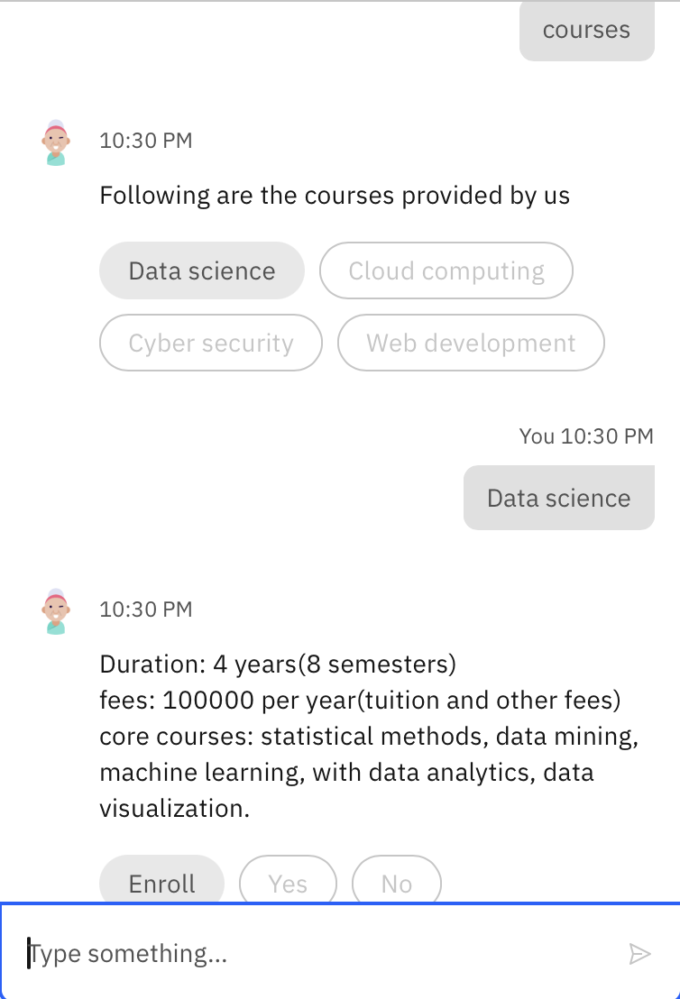 courses
10:30 PM
Following are the courses provided by us
Data science
Cloud computing
Cyber security
Web development
You 10:30 PM
Data science
10:30 PM
Duration: 4 years(8 semesters)
fees: 100000 per year(tuition and other fees)
core courses: statistical methods, data mining,
machine learning, with data analytics, data
visualization.
Enroll
Yes
No
Type something...